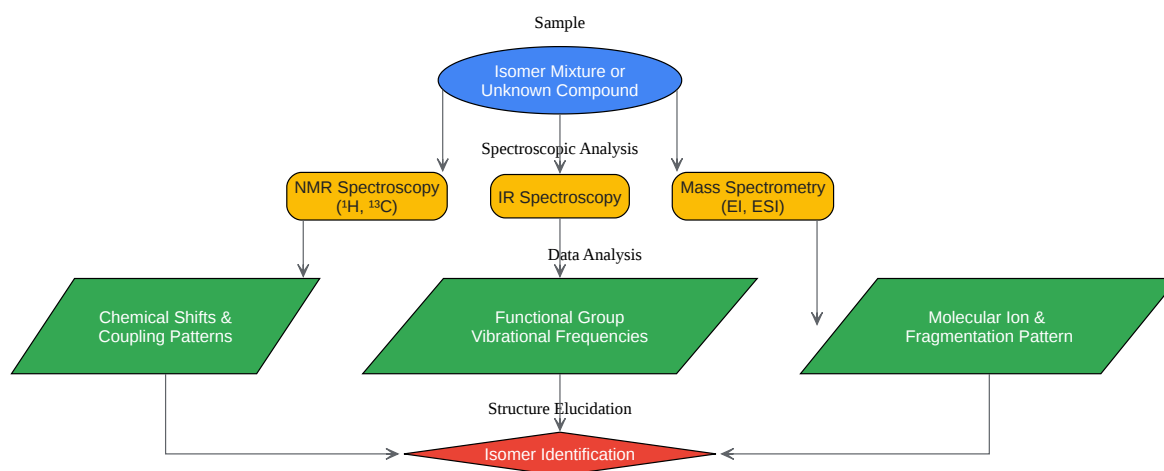 Sample
Isomer Mixture or
Unknown Compound
Spectroscopic Analysis
NMR Spectroscopy
(¹H, ¹³C)
IR Spectroscopy
Mass Spectrometry
(EI, ESI)
Data Analysis
Chemical Shifts &
Coupling Patterns
Functional Group
Vibrational Frequencies
Molecular Ion &
Fragmentation Pattern
Structure Elucidation
Isomer Identification